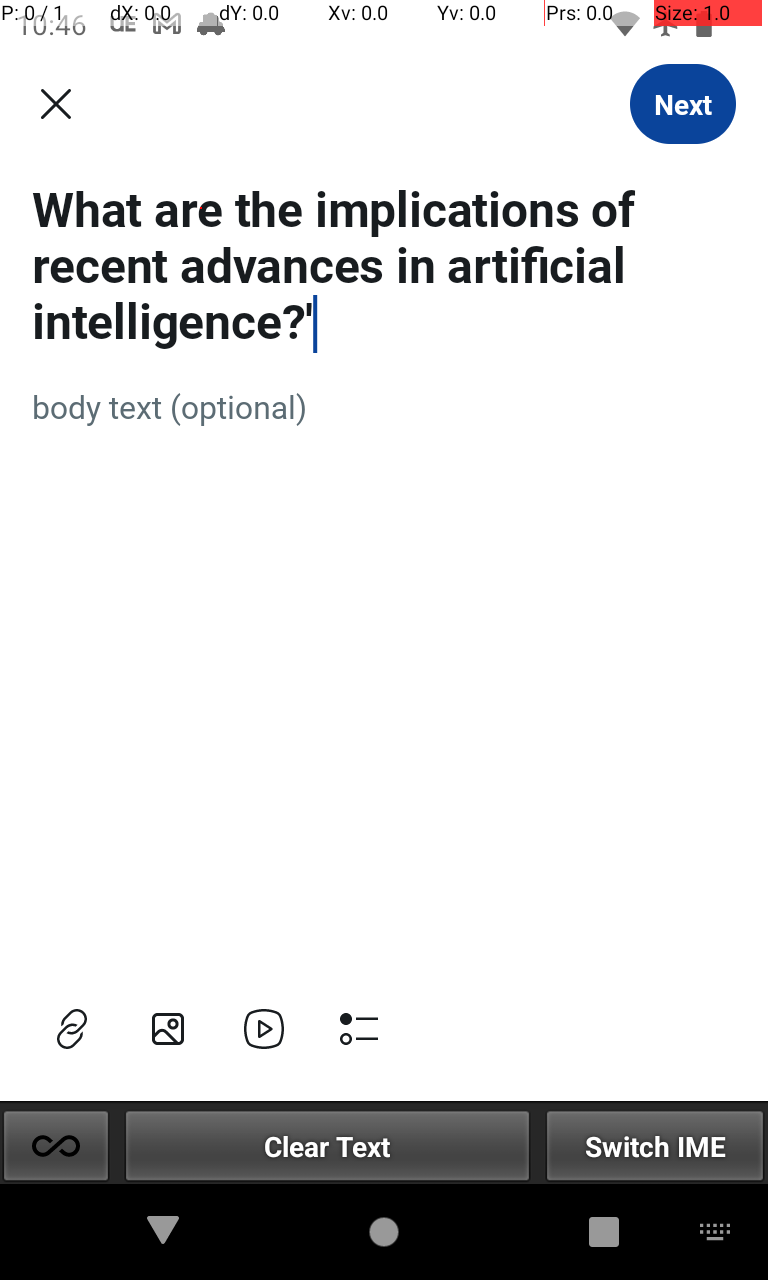 P: 0 / 1 dX: 0.0 dY: 0.0 Xv: 0.0 Yv: 0.0 Prs: 0.0 Size: 1.0
10:46
Next
What are the implications of
recent advances in artificial
intelligence?'
body text (optional)
Clear Text Switch IME